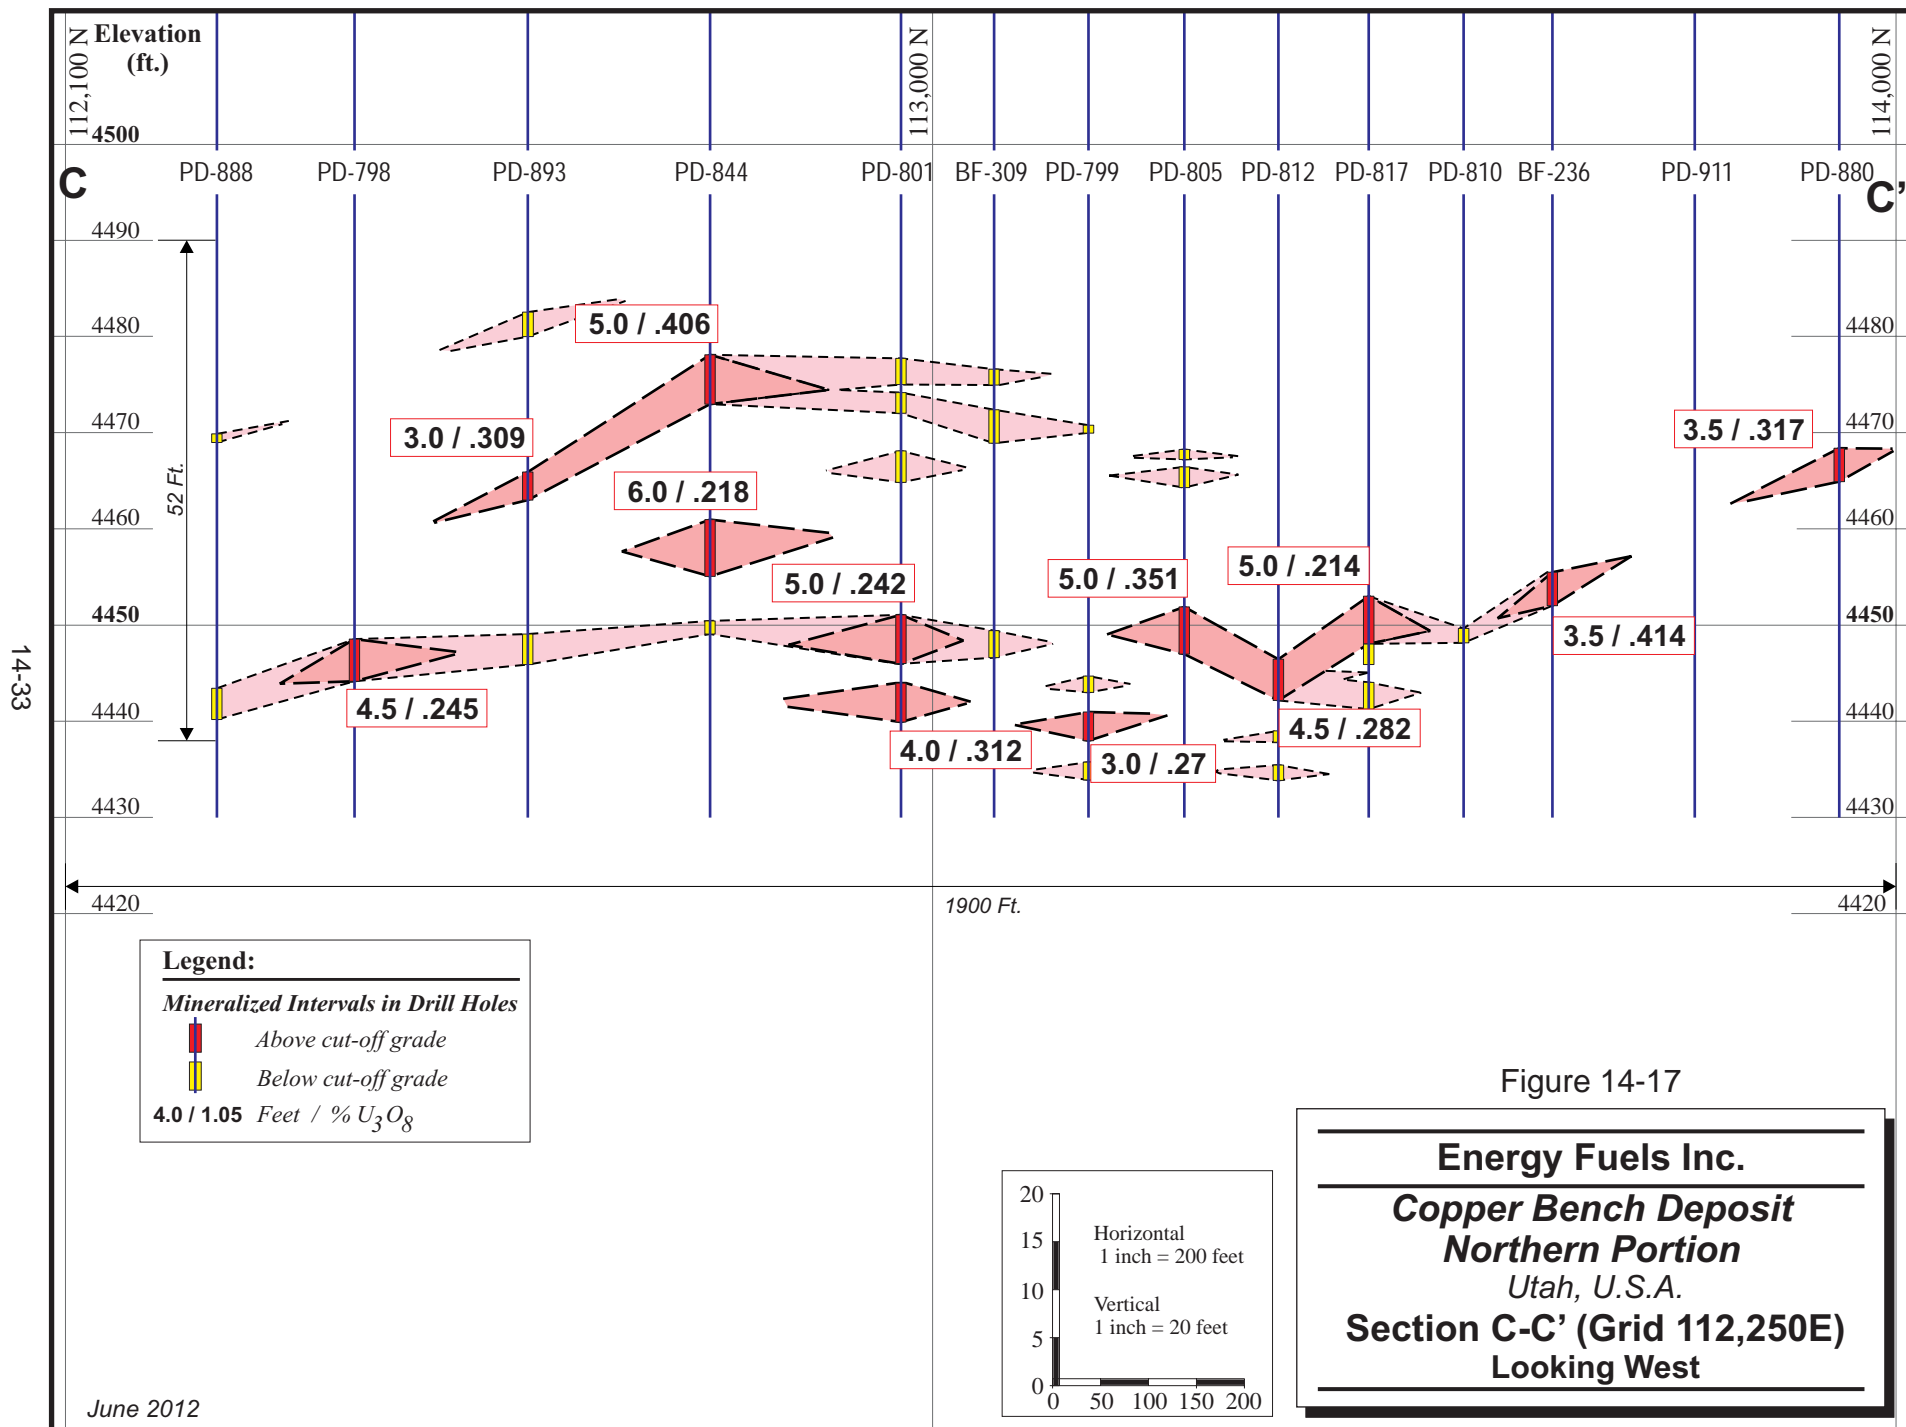 112,100 N
Elevation
(ft.)
113,000 N
114,000 N
4500
C
PD-888
PD-798
PD-893
PD-844
PD-801
BF-309
PD-799
PD-805
PD-812
PD-817
PD-810
BF-236
PD-911
PD-880
C'
4490
4480
5.0 / .406
4480
4470
3.0 / .309
3.5 / .317
4470
52 Ft.
6.0 / .218
4460
4460
5.0 / .242
5.0 / .351
5.0 / .214
4450
3.5 / .414
4450
4.5 / .245
4440
4.0 / .312
3.0 / .27
4.5 / .282
4440
4430
4430
4420
1900 Ft.
4420
14-33
Legend:
Mineralized Intervals in Drill Holes
Above cut-off grade
Below cut-off grade
4.0 / 1.05 Feet / % U3O8
20
15
10
5
0
Horizontal
1 inch = 200 feet
Vertical
1 inch = 20 feet
0 50 100 150 200
Figure 14-17
Energy Fuels Inc.
Copper Bench Deposit
Northern Portion
Utah, U.S.A.
Section C-C' (Grid 112,250E)
Looking West
June 2012